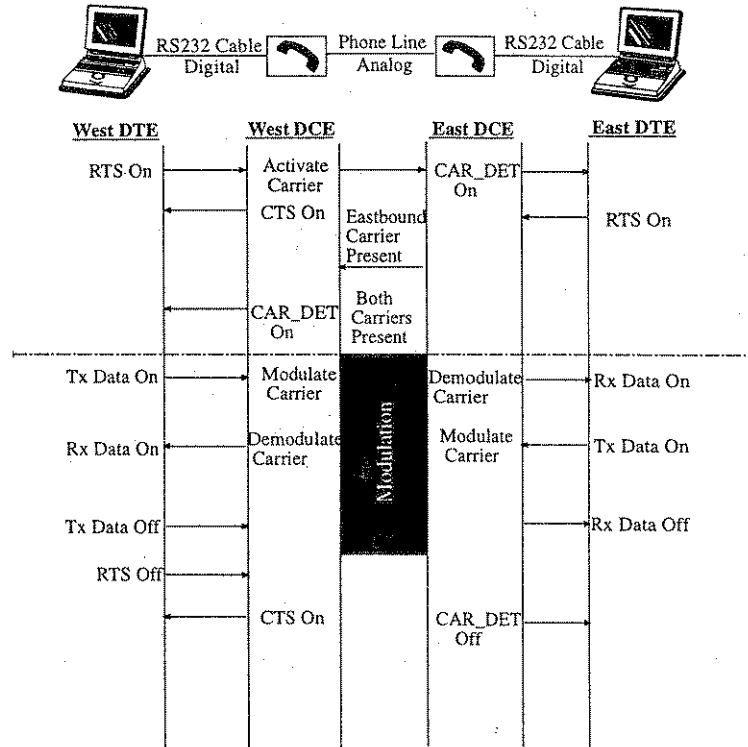 RS232 Cable
Digital
Phone Line
Analog
RS232 Cable
Digital
West DTE
West DCE
East DCE
East DTE
RTS On
Activate
Carrier
CAR_DET
On
CTS On
Eastbound
Carrier
Present
RTS On
CAR_DET
On
Both
Carriers
Present
Tx Data On
Modulate
Carrier
Demodulate
Carrier
Rx Data On
Rx Data On
Demodulate
Carrier
Modulation
Modulate
Carrier
Tx Data On
Tx Data Off
Rx Data Off
RTS Off
CTS On
CAR_DET
Off